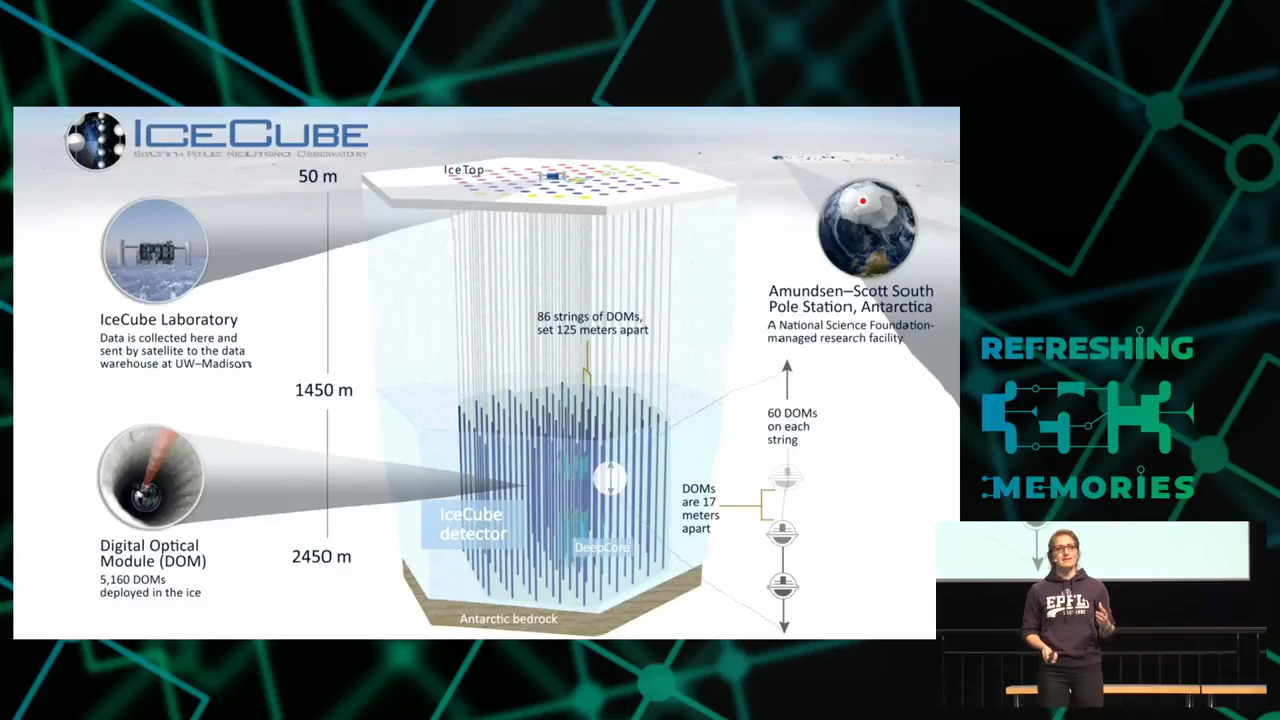 ICECUBE
SOUTH POLE NEUTRINO OBSERVATORY
50 m
IceTop
IceCube Laboratory
Data is collected here and
sent by satellite to the data
warehouse at UW–Madison
86 strings of DOMs,
set 125 meters apart
Amundsen–Scott South
Pole Station, Antarctica
A National Science Foundation-
managed research facility
1450 m
60 DOMs
on each
string
DOMs
are 17
meters
apart
IceCube
detector
DeepCore
Digital Optical
Module (DOM)
5,160 DOMs
deployed in the ice
2450 m
Antarctic bedrock
REFRESHING
MEMORIES
EPFL